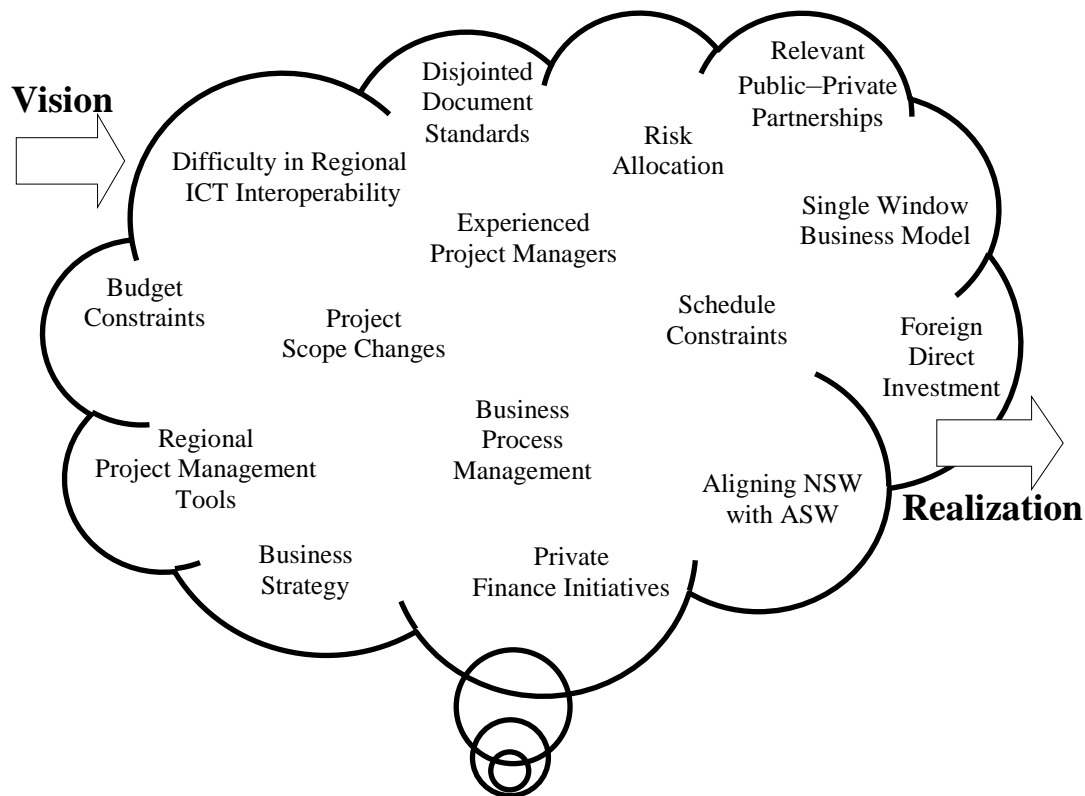 Vision
Disjointed
Document
Standards
Relevant
Public–Private
Partnerships
Risk
Allocation
Difficulty in Regional
ICT Interoperability
Experienced
Project Managers
Single Window
Business Model
Budget
Constraints
Project
Scope Changes
Schedule
Constraints
Foreign
Direct
Investment
Regional
Project Management
Tools
Business
Process
Management
Aligning NSW
with ASW
Realization
Business
Strategy
Private
Finance Initiatives